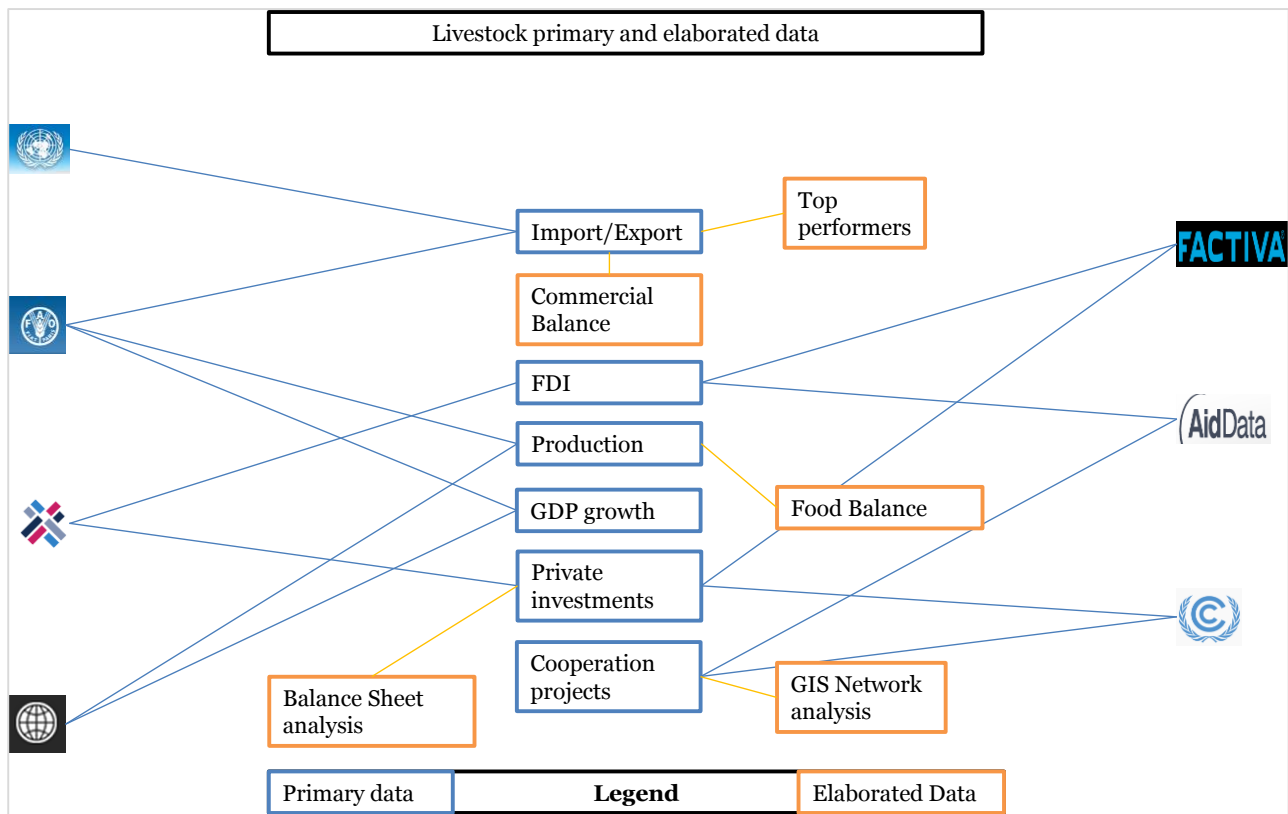 Livestock primary and elaborated data
Top
performers
Import/Export
FACTIVA
Commercial
Balance
FAO
FDI
AidData
Production
Food Balance
GDP growth
Private
investments
Cooperation
projects
Balance Sheet
analysis
GIS Network
analysis
Primary data
Legend
Elaborated Data